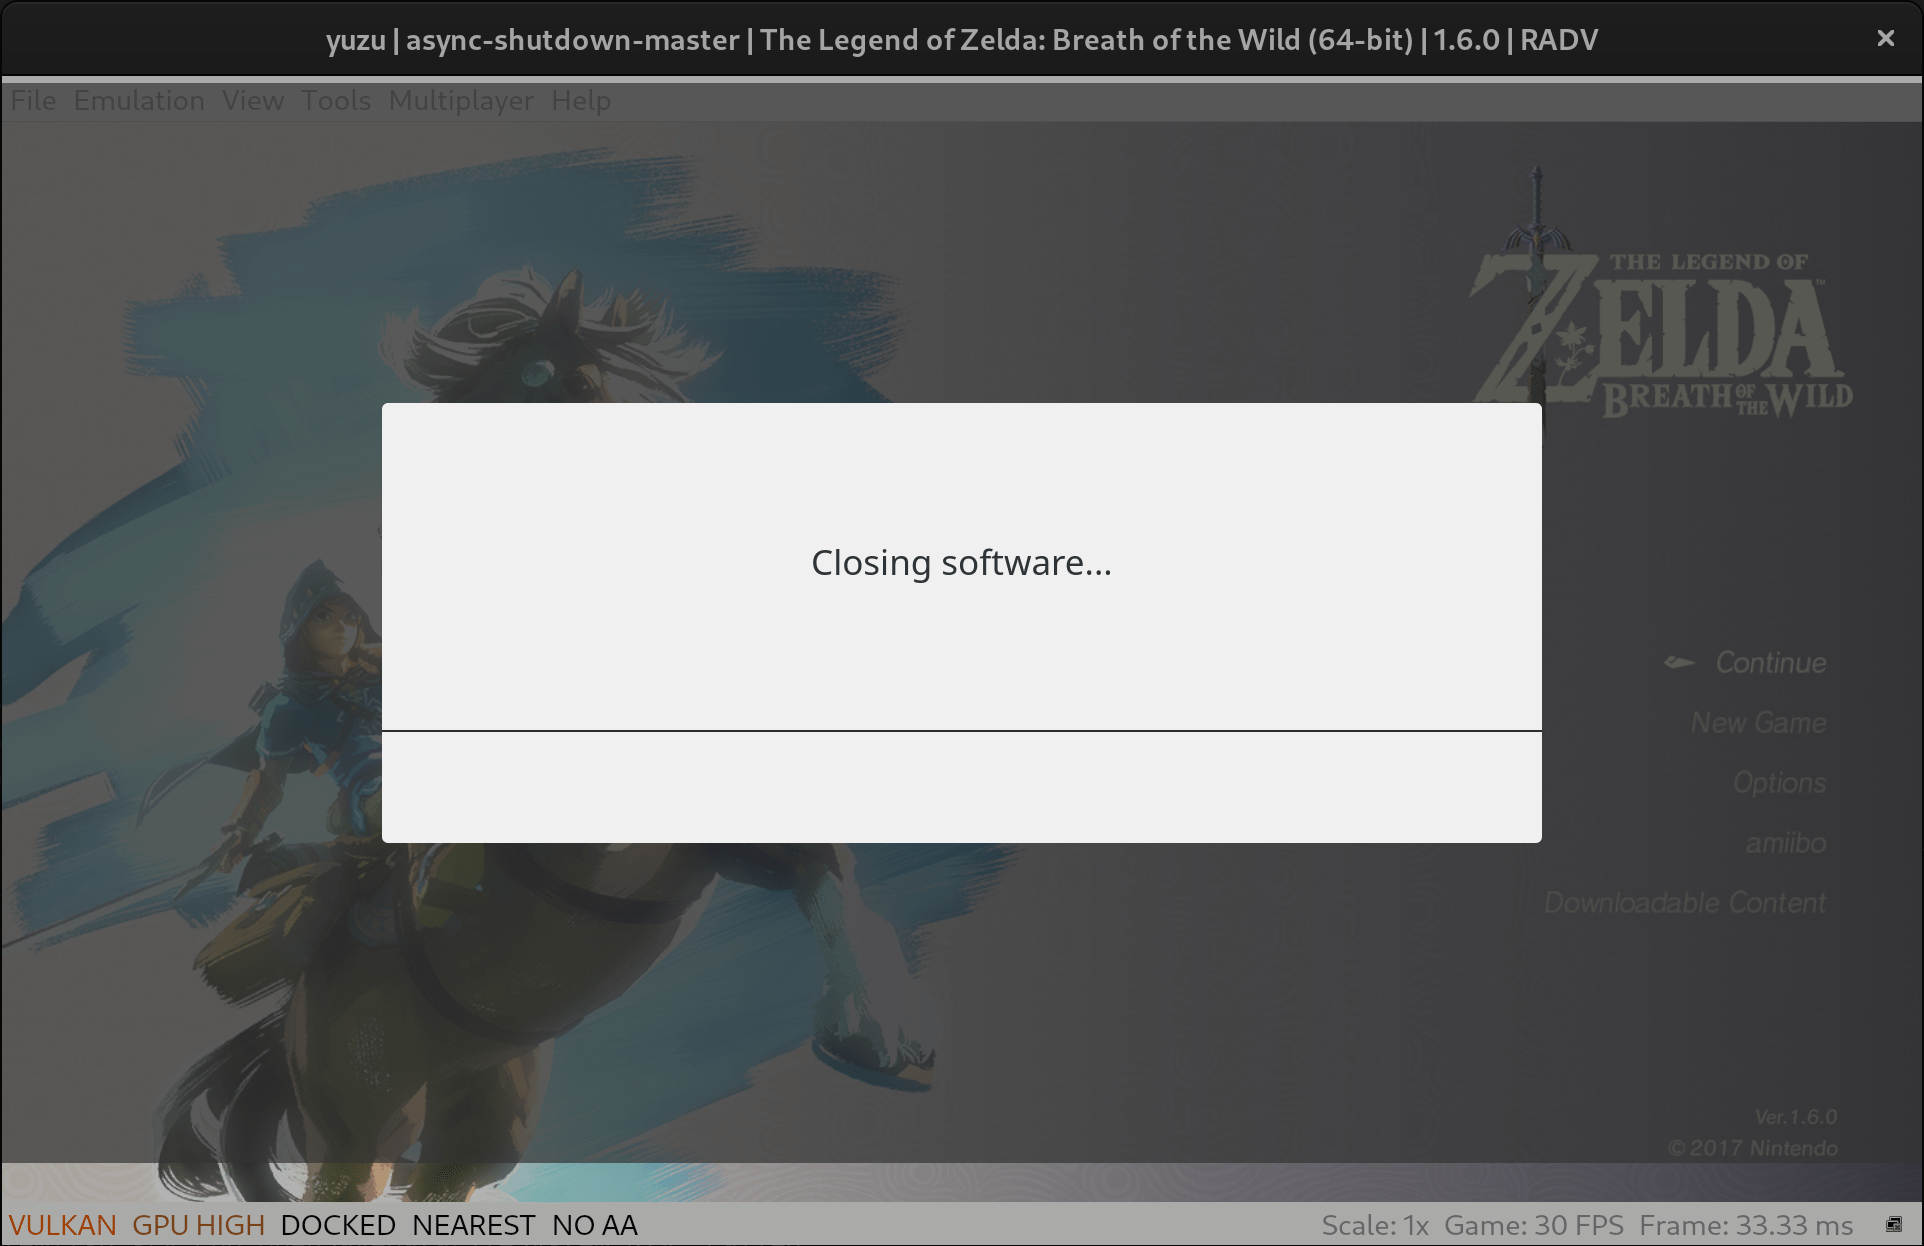 yuzu | async-shutdown-master | The Legend of Zelda: Breath of the Wild (64-bit) | 1.6.0 | RADV
File Emulation View Tools Multiplayer Help
THE LEGEND OF
ZELDA™
BREATH OF THE WILD
Closing software...
Continue
New Game
Options
amiibo
Downloadable Content
Ver.1.6.0
© 2017 Nintendo
VULKAN GPU HIGH DOCKED NEAREST NO AA Scale: 1x Game: 30 FPS Frame: 33.33 ms